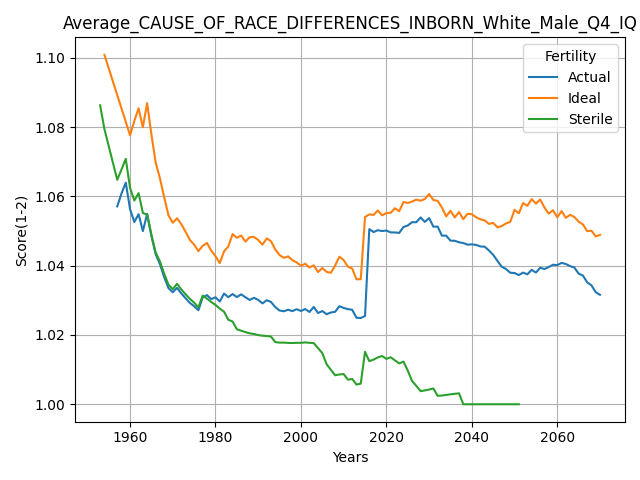 Average_CAUSE_OF_RACE_DIFFERENCES_INBORN_White_Male_Q4_IQ
Score(1-2)
1.10
1.08
1.06
1.04
1.02
1.00
Fertility
Actual
Ideal
Sterile
1960 1980 2000 2020 2040 2060
Years